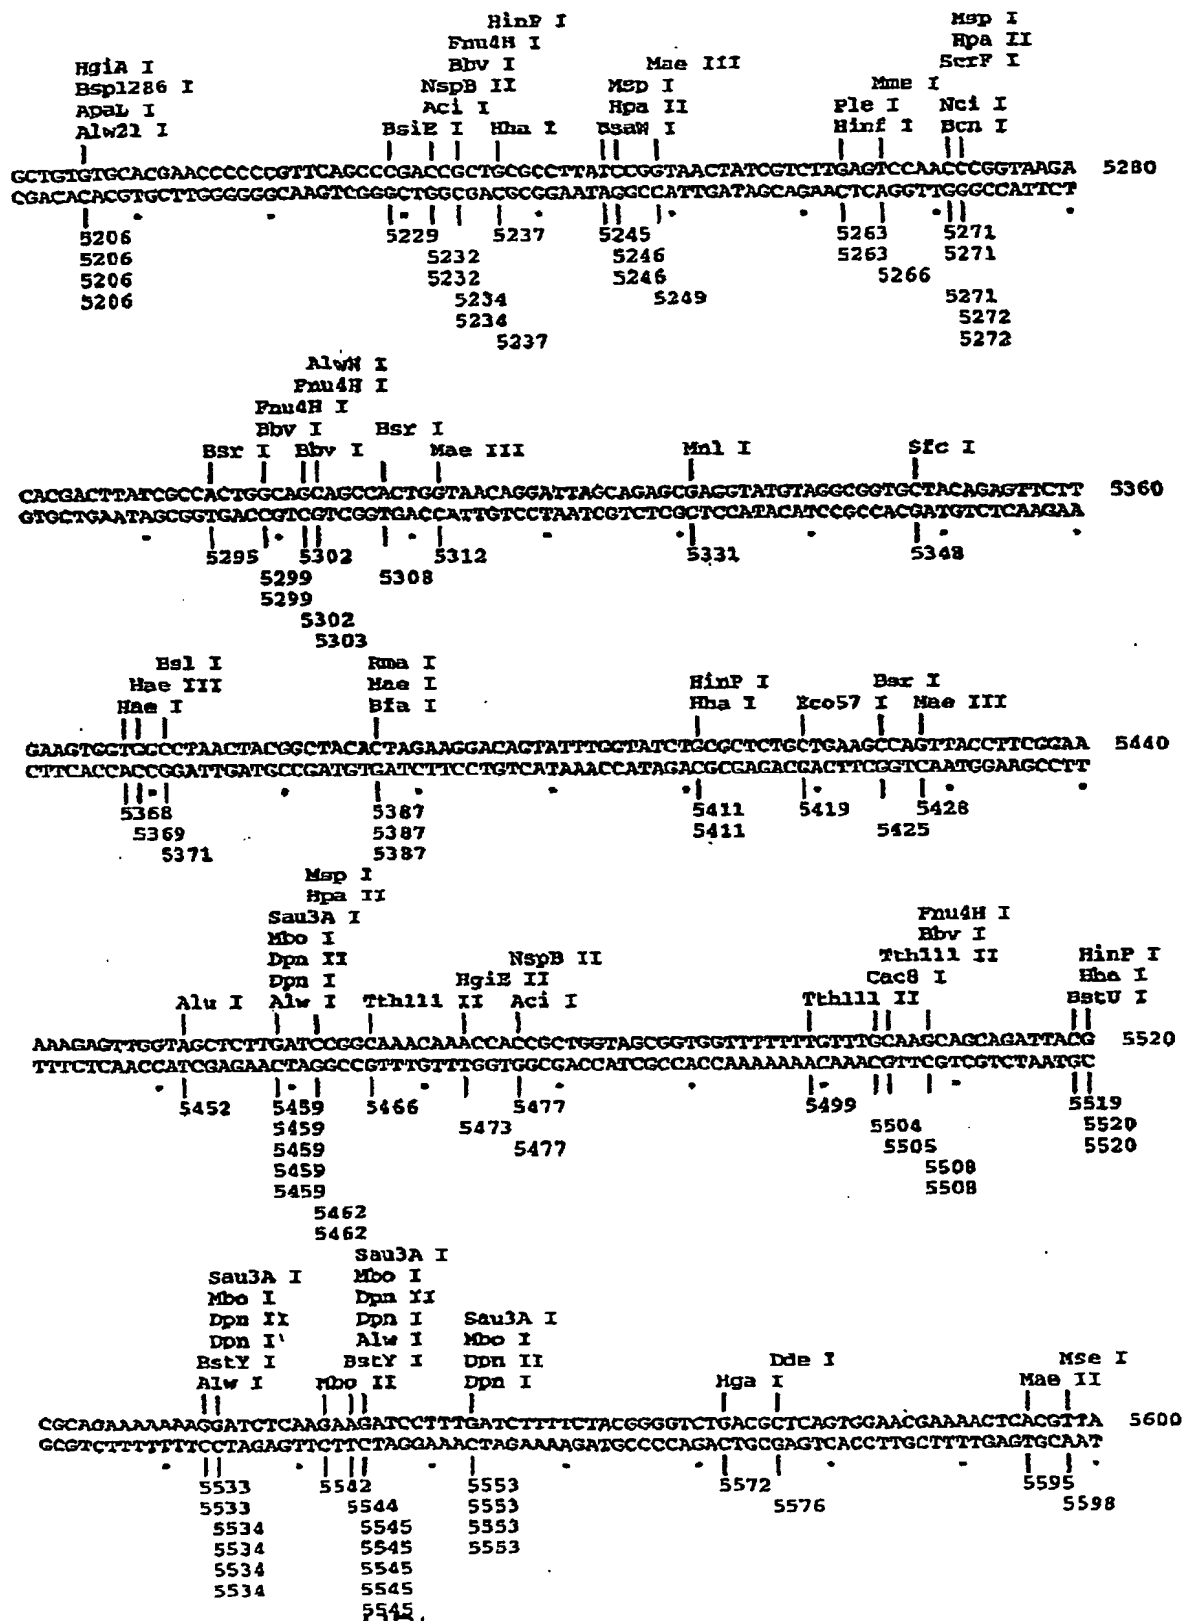 HinP I Msp I
Fnu4H I Hpa II
HgiA I Bbv I Mae III ScrF I
Bsp1286 I NspB II Msp I Mme I
ApaL I Aci I Hpa II Ple I Nci I
Alw21 I BsiE I Hha I BsaW I Hinf I Bcn I
GCTGTGTGCACGAACCCCCCGTTCAGCCCGACCGCTGCGCCTTATCCGGTAACTATCGTCTTGAGTCCAACCCGGTAAGA 5280
CGACACACGTGCTTGGGGGGCAAGTCGGGCTGGCGACGCGGAATAGGCCATTGATAGCAGAACTCAGGTTGGGCCATTCT
5206 5229 5237 5245 5263 5271
5206 5232 5246 5263 5271
5206 5232 5246 5266
5206 5234 5249 5271
5234 5272
5237 5272
AlwN I
Fnu4H I
Fnu4H I
Bbv I Bsr I
Bsr I Bbv I Mae III Mnl I Sfc I
CACGACTTATCGCCACTGGCAGCAGCCACTGGTAACAGGATTAGCAGAGCGAGGTATGTAGGCGGTGCTACAGAGTTCTT 5360
GTGCTGAATAGCGGTGACCGTCGTCGGTGACCATTGTCCTAATCGTCTCGCTCCATACATCCGCCACGATGTCTCAAGAA
5295 5302 5312 5331 5348
5299 5308
5299
5302
5303
Bsl I Rma I
Hae III Mae I HinP I Bsr I
Hae I Bfa I Hha I Eco57 I Mae III
GAAGTGGTGGCCTAACTACGGCTACACTAGAAGGACAGTATTTGGTATCTGCGCTCTGCTGAAGCCAGTTACCTTCGGAA 5440
CTTCACCACCGGATTGATGCCGATGTGATCTTCCTGTCATAAACCATAGACGCGAGACGACTTCGGTCAATGGAAGCCTT
5368 5387 5411 5419 5428
5369 5387 5411 5425
5371 5387
Msp I
Hpa II
Sau3A I Fnu4H I
Mbo I Bbv I
Dpn II NspB II Tth111 II HinP I
Dpn I HgiE II Cac8 I Hha I
Alu I Alw I Tth111 II Aci I Tth111 II BstU I
AAAGAGTTGGTAGCTCTTGATCCGGCAAACAAACCACCGCTGGTAGCGGTGGTTTTTTTGTTTGCAAGCAGCAGATTACG 5520
TTTCTCAACCATCGAGAACTAGGCCGTTTGTTTGGTGGCGACCATCGCCACCAAAAAAACAAACGTTCGTCGTCTAATGC
5452 5459 5466 5477 5499 5519
5459 5473 5504 5520
5459 5477 5505 5520
5459 5508
5459 5508
5462
5462
Sau3A I
Sau3A I Mbo I
Mbo I Dpn II
Dpn II Dpn I Sau3A I
Dpn I Alw I Mbo I
BstY I BstY I Dpn II Dde I Mse I
Alw I Mbo II Dpn I Hga I Mae II
CGCAGAAAAAAAGGATCTCAAGAAGATCCTTTGATCTTTTCTACGGGGTCTGACGCTCAGTGGAACGAAAACTCACGTTA 5600
GCGTCTTTTTTTCCTAGAGTTCTTCTAGGAAACTAGAAAAGATGCCCCAGACTGCGAGTCACCTTGCTTTTGAGTGCAAT
5533 5542 5553 5572 5595
5533 5544 5553 5576 5598
5534 5545 5553
5534 5545 5553
5534 5545
5534 5545
5545